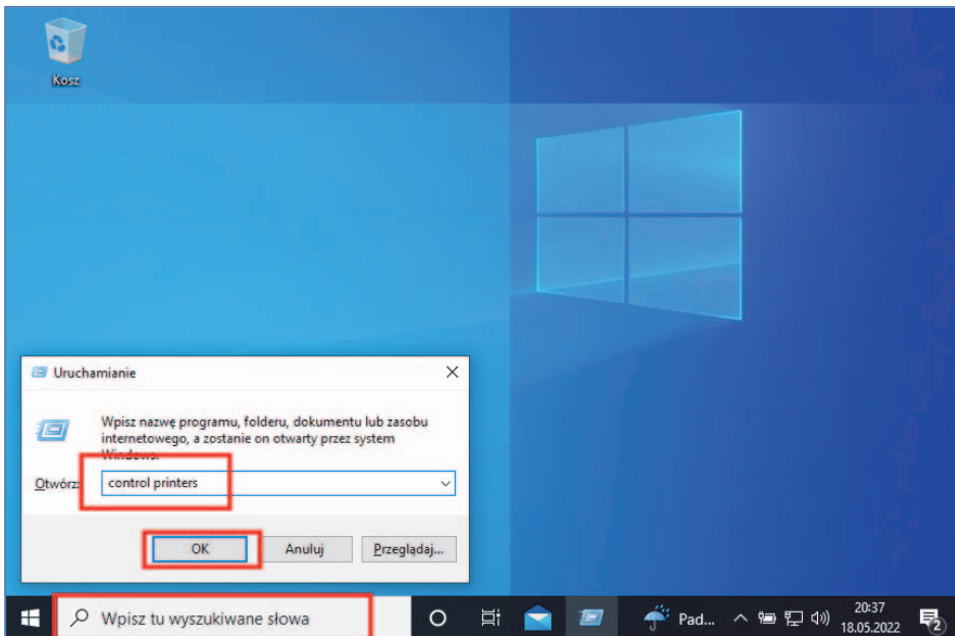 Kosz
Uruchamianie
Wpisz nazwę programu, folderu, dokumentu lub zasobu
internetowego, a zostanie on otwarty przez system
Windows.
Otwórz:
control printers
OK
Anuluj
Przeglądaj...
Wpisz tu wyszukiwane słowa
Pad...
20:37
18.05.2022
2